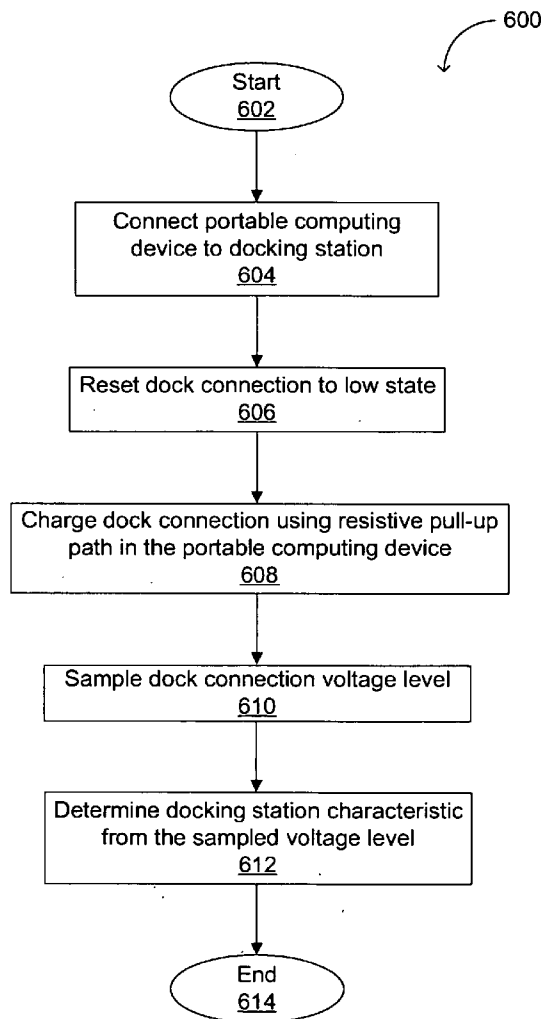 600
Start
602
Connect portable computing
device to docking station
604
Reset dock connection to low state
606
Charge dock connection using resistive pull-up
path in the portable computing device
608
Sample dock connection voltage level
610
Determine docking station characteristic
from the sampled voltage level
612
End
614